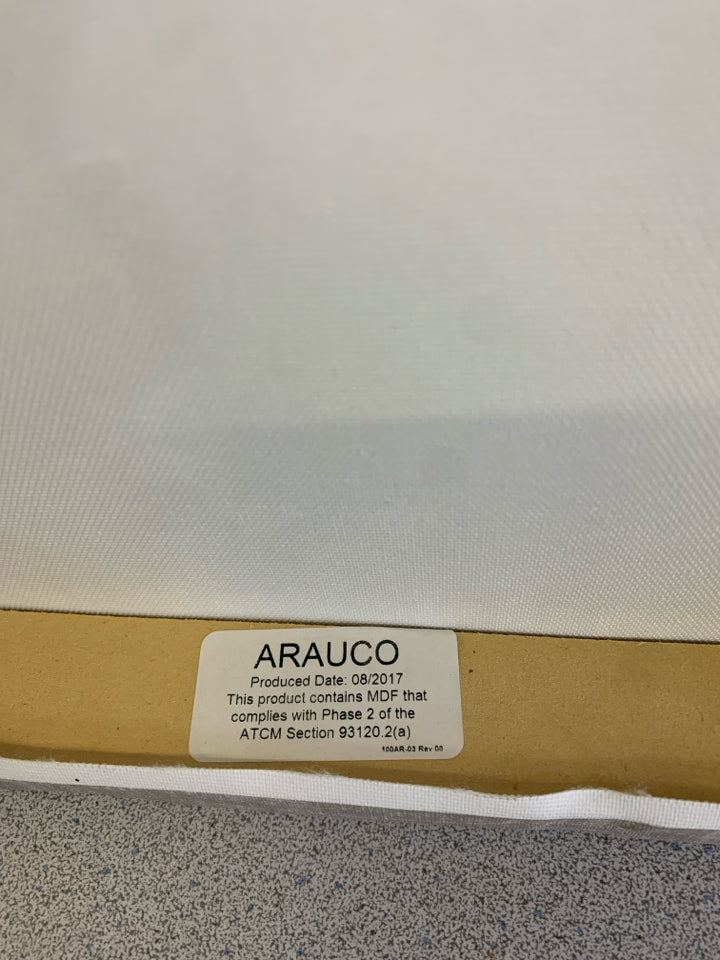 ARAUCO
Produced Date: 08/2017
This product contains MDF that
complies with Phase 2 of the
ATCM Section 93120.2(a)
100AR-03 Rev 00